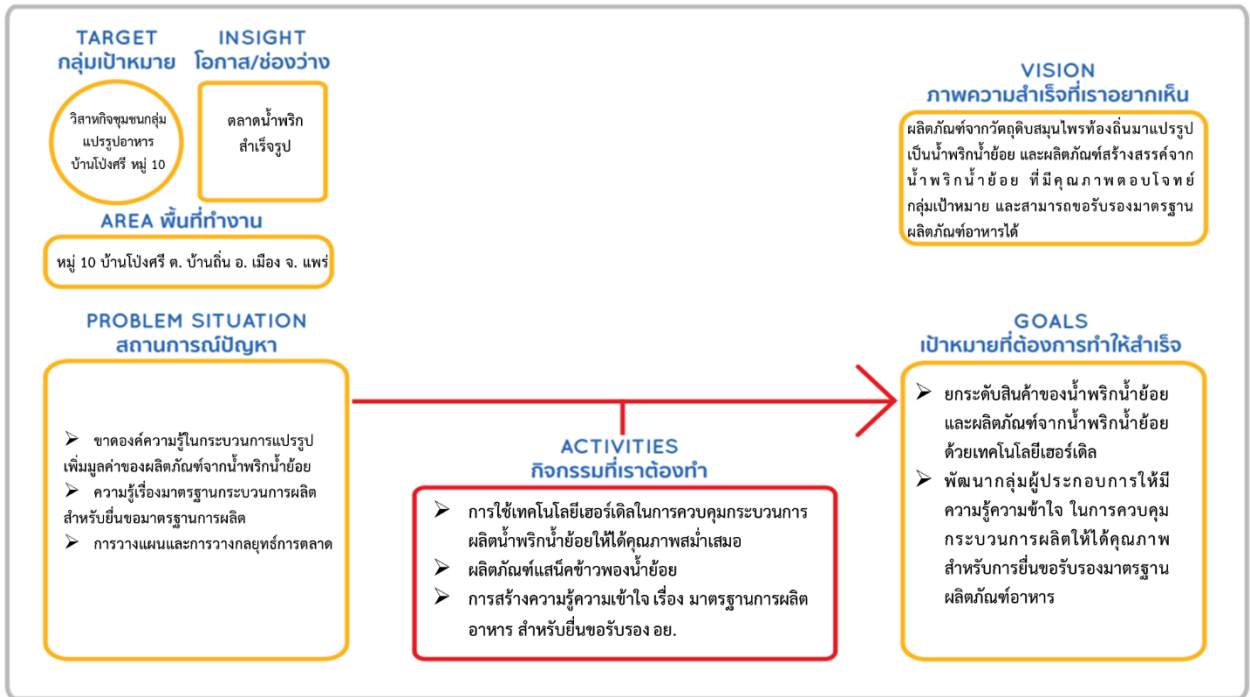 TARGET
กลุ่มเป้าหมาย
วิสาหกิจชุมชนกลุ่ม
แปรรูปอาหาร
บ้านโป่งศรี หมู่ 10
INSIGHT
โอกาส/ช่องว่าง
ตลาดน้ำพริก
สำเร็จรูป
AREA พื้นที่ทำงาน
หมู่ 10 บ้านโป่งศรี ต. บ้านถิ่น อ. เมือง จ. แพร่
VISION
ภาพความสำเร็จที่เราอยากเห็น
ผลิตภัณฑ์จากวัตถุดิบสมุนไพรท้องถิ่นมาแปรรูป
เป็นน้ำพริกน้ำย้อย และผลิตภัณฑ์สร้างสรรค์จาก
น้ำพริกน้ำย้อย ที่มีคุณภาพตอบโจทย์
กลุ่มเป้าหมาย และสามารถขอรับรองมาตรฐาน
ผลิตภัณฑ์อาหารได้
PROBLEM SITUATION
สถานการณ์ปัญหา
➢ ขาดองค์ความรู้ในกระบวนการแปรรูป
เพิ่มมูลค่าของผลิตภัณฑ์จากน้ำพริกน้ำย้อย
➢ ความรู้เรื่องมาตรฐานกระบวนการผลิต
สำหรับยื่นขอมาตรฐานการผลิต
➢ การวางแผนและการวางกลยุทธ์การตลาด
ACTIVITIES
กิจกรรมที่เราต้องทำ
➢ การใช้เทคโนโลยีเฮอร์เดิลในการควบคุมกระบวนการ
ผลิตน้ำพริกน้ำย้อยให้ได้คุณภาพสม่ำเสมอ
➢ ผลิตภัณฑ์แสน็คข้าวพองน้ำย้อย
➢ การสร้างความรู้ความเข้าใจ เรื่อง มาตรฐานการผลิต
อาหาร สำหรับยื่นขอรับรอง อย.
GOALS
เป้าหมายที่ต้องการทำให้สำเร็จ
➢ ยกระดับสินค้าของน้ำพริกน้ำย้อย
และผลิตภัณฑ์จากน้ำพริกน้ำย้อย
ด้วยเทคโนโลยีเฮอร์เดิล
➢ พัฒนากลุ่มผู้ประกอบการให้มี
ความรู้ความข้าใจ ในการควบคุม
กระบวนการผลิตให้ได้คุณภาพ
สำหรับการยื่นขอรับรองมาตรฐาน
ผลิตภัณฑ์อาหาร